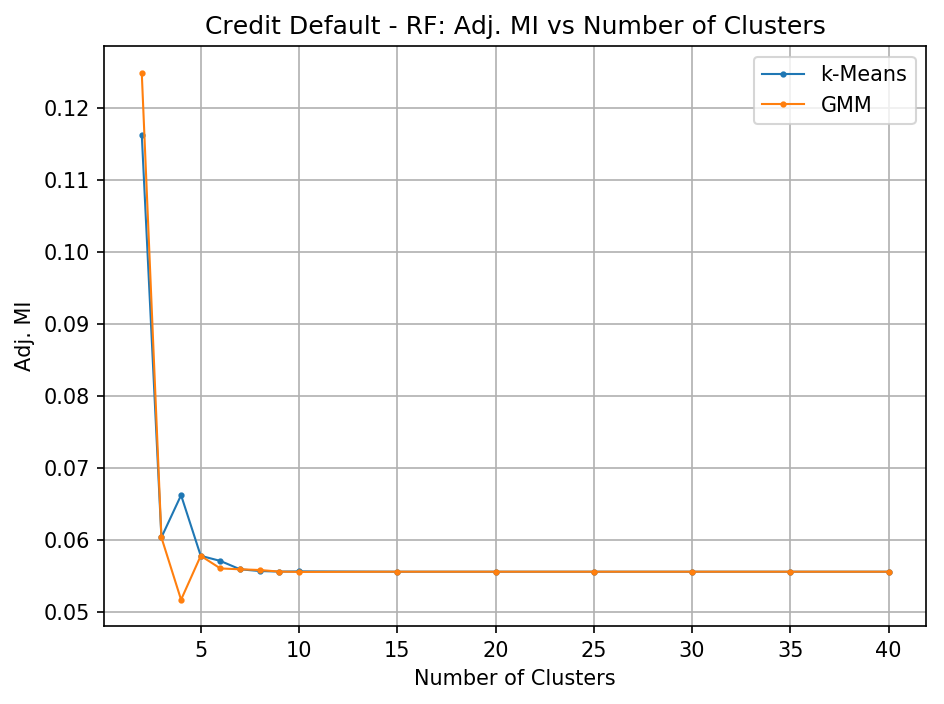 Credit Default - RF: Adj. MI vs Number of Clusters
k-Means
GMM
0.12
0.11
0.10
0.09
0.08
0.07
0.06
0.05
Adj. MI
5 10 15 20 25 30 35 40
Number of Clusters